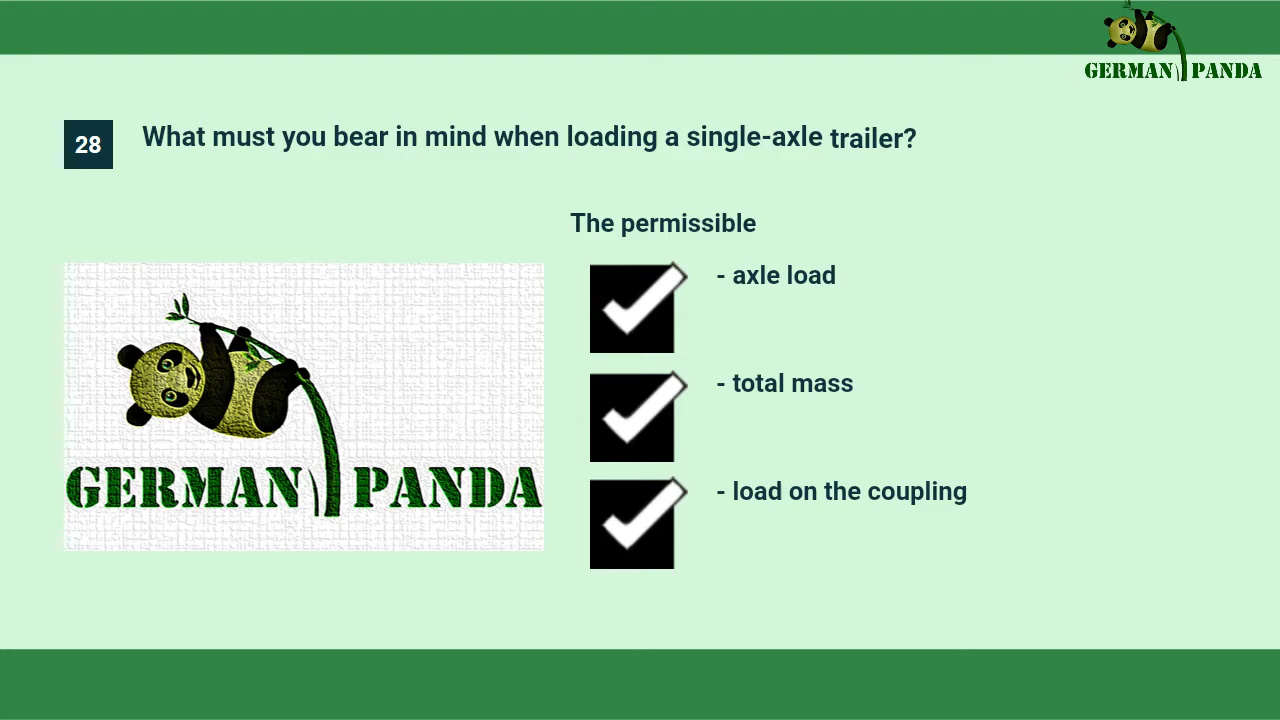 GERMAN PANDA
28
What must you bear in mind when loading a single-axle trailer?
The permissible
- axle load
- total mass
- load on the coupling
GERMAN PANDA